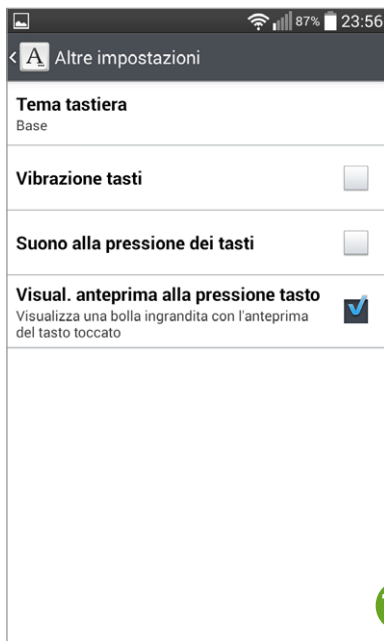 87% 23:56
A Altre impostazioni
Tema tastiera
Base
Vibrazione tasti
Suono alla pressione dei tasti
Visual. anteprima alla pressione tasto
Visualizza una bolla ingrandita con l'anteprima
del tasto toccato